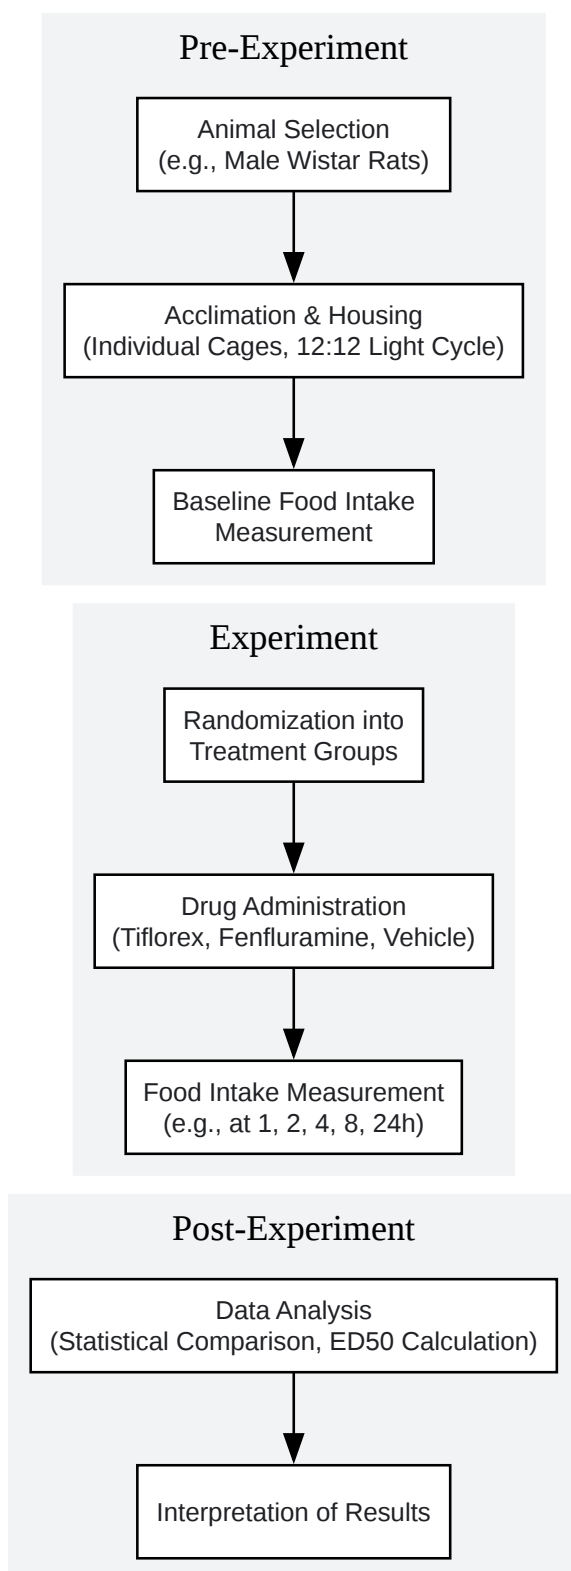 Pre-Experiment
Animal Selection
(e.g., Male Wistar Rats)
Acclimation & Housing
(Individual Cages, 12:12 Light Cycle)
Baseline Food Intake
Measurement
Experiment
Randomization into
Treatment Groups
Drug Administration
(Tiflorex, Fenfluramine, Vehicle)
Food Intake Measurement
(e.g., at 1, 2, 4, 8, 24h)
Post-Experiment
Data Analysis
(Statistical Comparison, ED50 Calculation)
Interpretation of Results